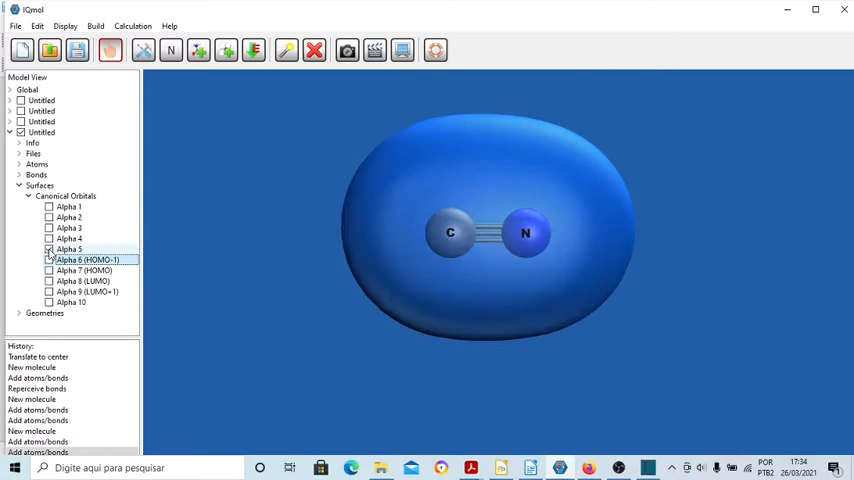 IQmol
File Edit Display Build Calculation Help
N
Model View
Global
Untitled
Untitled
Untitled
Untitled
Info
Files
Atoms
Bonds
Surfaces
Canonical Orbitals
Alpha 1
Alpha 2
Alpha 3
Alpha 4
Alpha 5
Alpha 6 (HOMO-1)
Alpha 7 (HOMO)
Alpha 8 (LUMO)
Alpha 9 (LUMO+1)
Alpha 10
Geometries
C N
History:
Translate to center
New molecule
Add atoms/bonds
Reperceive bonds
New molecule
Add atoms/bonds
Add atoms/bonds
New molecule
Add atoms/bonds
Add atoms/bonds
Digite aqui para pesquisar
POR 17:34
PTB2 26/03/2021